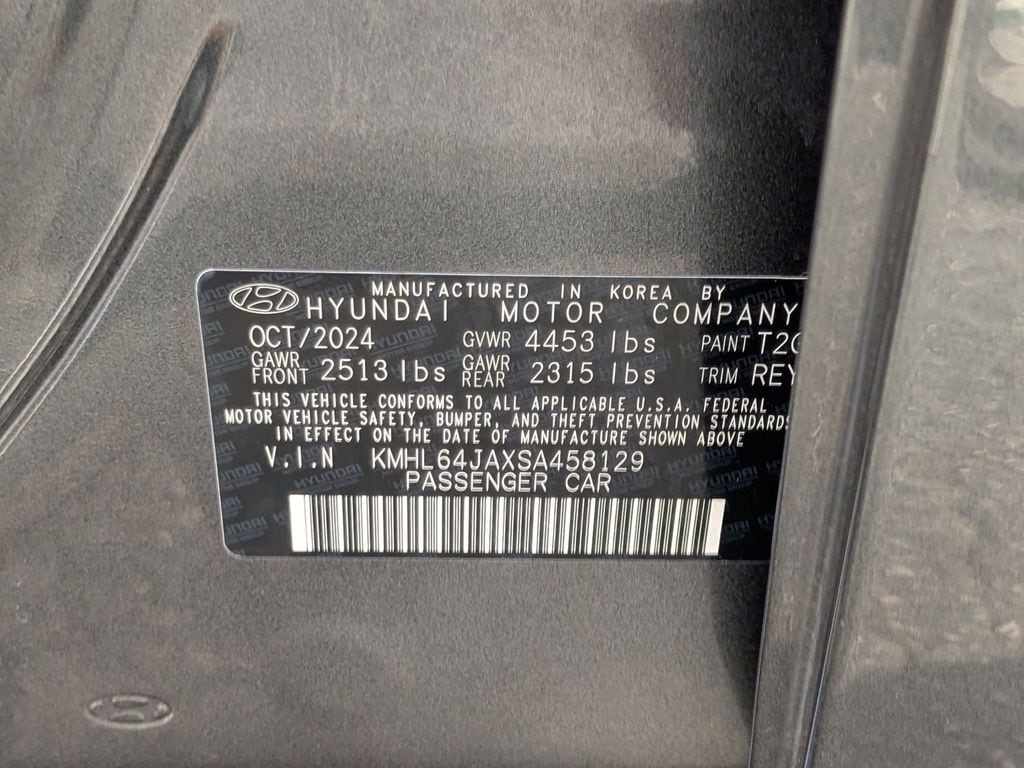 MANUFACTURED IN KOREA BY
HYUNDAI MOTOR COMPANY
OCT/2024 GVWR 4453 lbs PAINT
GAWR FRONT 2513 lbs GAWR REAR 2315 lbs TRIM
THIS VEHICLE CONFORMS TO ALL APPLICABLE U.S.A. FEDERAL
MOTOR VEHICLE SAFETY, BUMPER, AND THEFT PREVENTION STANDARDS
IN EFFECT ON THE DATE OF MANUFACTURE SHOWN ABOVE
V.I.N KMHL64JAXSA458129
PASSENGER CAR